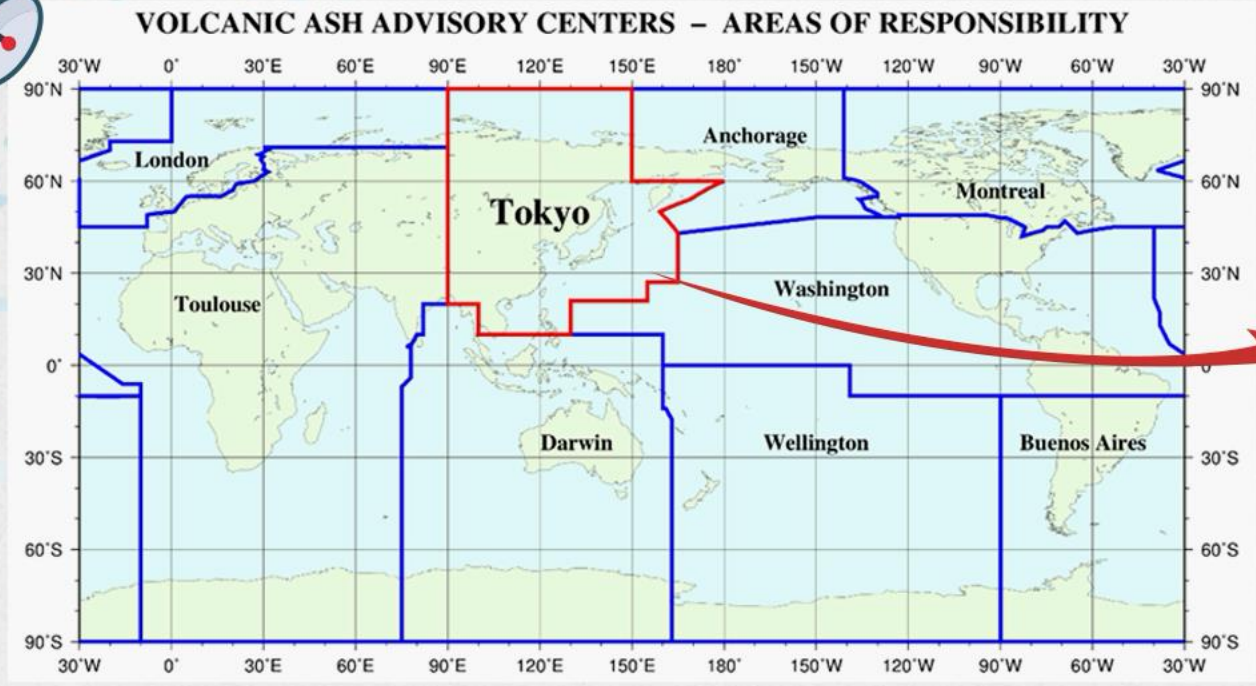 VOLCANIC ASH ADVISORY CENTERS – AREAS OF RESPONSIBILITY
30°W 0° 30°E 60°E 90°E 120°E 150°E 180° 150°W 120°W 90°W 60°W 30°W
90°N 90°N
Anchorage
London
60°N 60°N
Montreal
Tokyo
30°N 30°N
Washington
Toulouse
0° 0
Darwin Wellington Buenos Aires
30°S 30°S
60°S 60°S
90°S 90°S
30°W 0° 30°E 60°E 90°E 120°E 150°E 180° 150°W 120°W 90°W 60°W 30°W